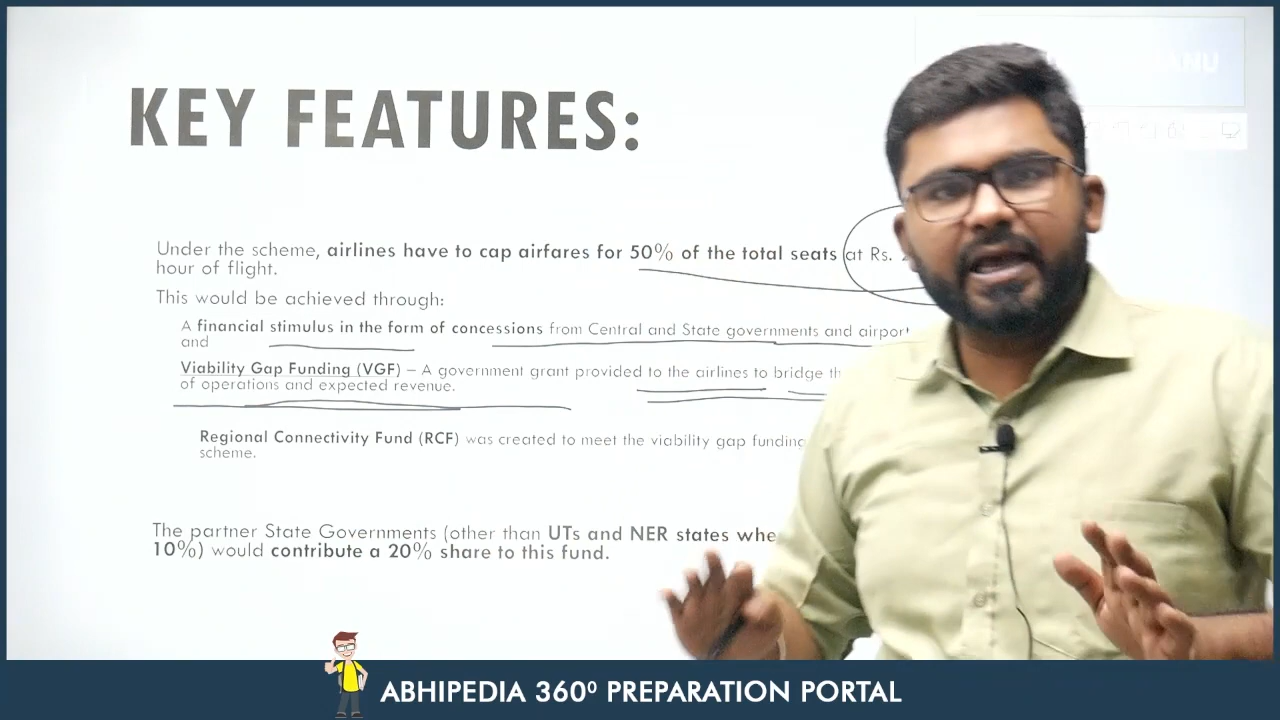 ANU
KEY FEATURES:
Under the scheme, airlines have to cap airfares for 50% of the total seats at Rs.
hour of flight.
This would be achieved through:
A financial stimulus in the form of concessions from Central and State governments and airport
and
Viability Gap Funding (VGF) – A government grant provided to the airlines to bridge
of operations and expected revenue.
Regional Connectivity Fund (RCF) was created to meet the viability gap funding
scheme.
The partner State Governments (other than UTs and NER states
10%) would contribute a 20% share to this fund.
ABHIPEDIA 360⁰ PREPARATION PORTAL